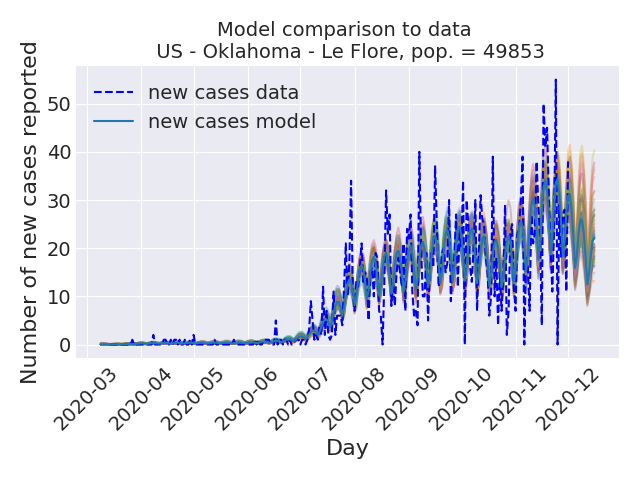 Model comparison to data
US - Oklahoma - Le Flore, pop. = 49853
Number of new cases reported
50
40
30
20
10
0
new cases data
new cases model
2020-03
2020-04
2020-05
2020-06
2020-07
2020-08
2020-09
2020-10
2020-11
2020-12
Day